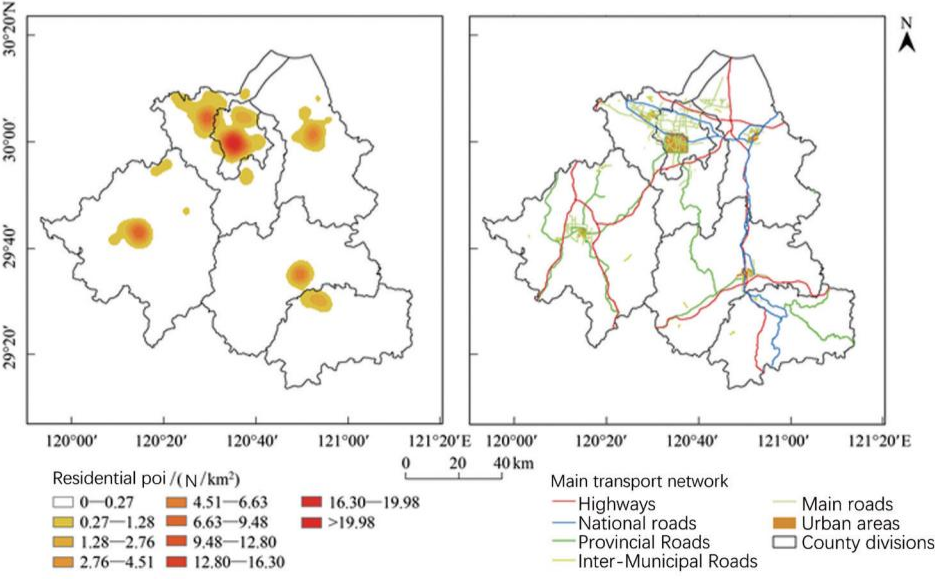 30°20′N
30°00′
29°40′
29°20′
120°00′ 120°20′ 120°40′ 121°00′ 121°20′E
N
120°00′ 120°20′ 120°40′ 121°00′ 121°20′E
0 20 40km
Residential poi/(N/km²)
0—0.27 4.51—6.63 16.30—19.98
0.27—1.28 6.63—9.48 >19.98
1.28—2.76 9.48—12.80
2.76—4.51 12.80—16.30
Main transport network
Highways Main roads
National roads Urban areas
Provincial Roads County divisions
Inter-Municipal Roads